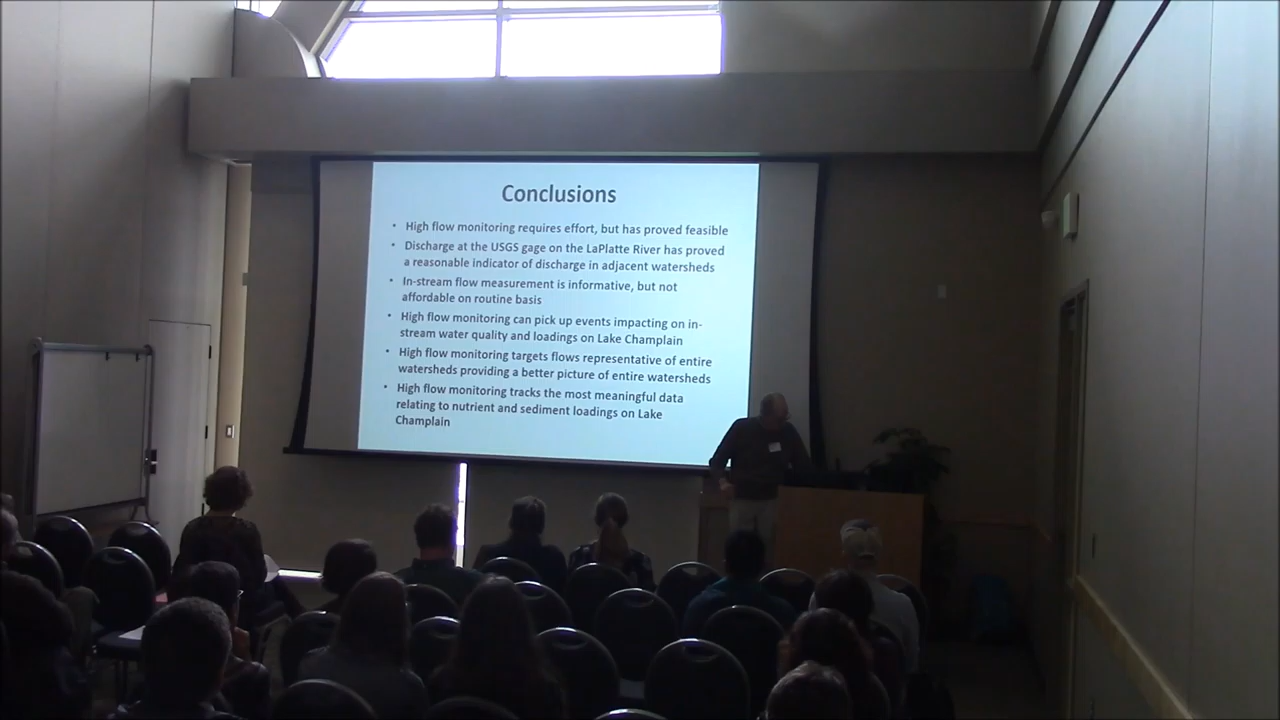 Conclusions
• High flow monitoring requires effort, but has proved feasible
• Discharge at the USGS gage on the LaPlatte River has proved
a reasonable indicator of discharge in adjacent watersheds
• In-stream flow measurement is informative, but not
affordable on routine basis
• High flow monitoring can pick up events impacting on in-
stream water quality and loadings on Lake Champlain
• High flow monitoring targets flows representative of entire
watersheds providing a better picture of entire watersheds
• High flow monitoring tracks the most meaningful data
relating to nutrient and sediment loadings on Lake
Champlain